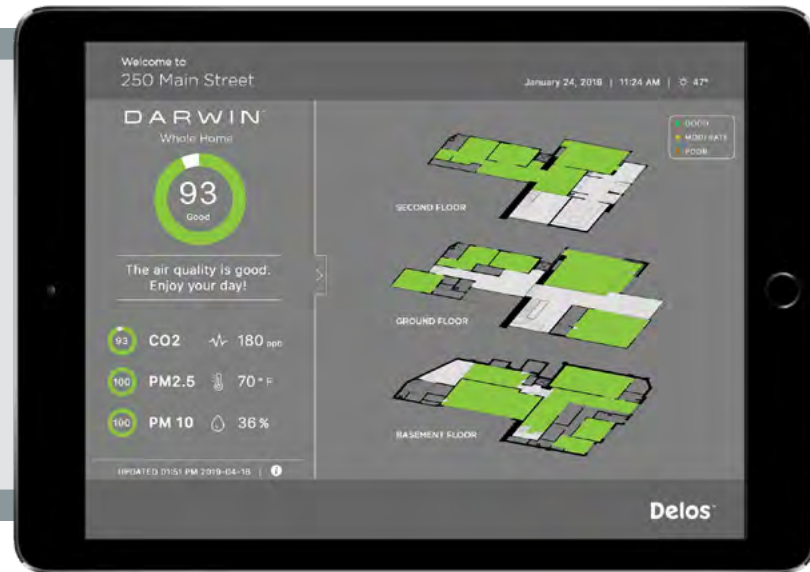 Welcome to
250 Main Street
January 24, 2018 | 11:24 AM | 47°
DARWIN
Whole Home
93
Good
The air quality is good.
Enjoy your day!
93 CO2 180 ppb
100 PM2.5 70° F
100 PM 10 36%
UPDATED 01:51 PM 2019-04-16 |
GOOD
MODERATE
POOR
SECOND FLOOR
GROUND FLOOR
BASEMENT FLOOR
Delos